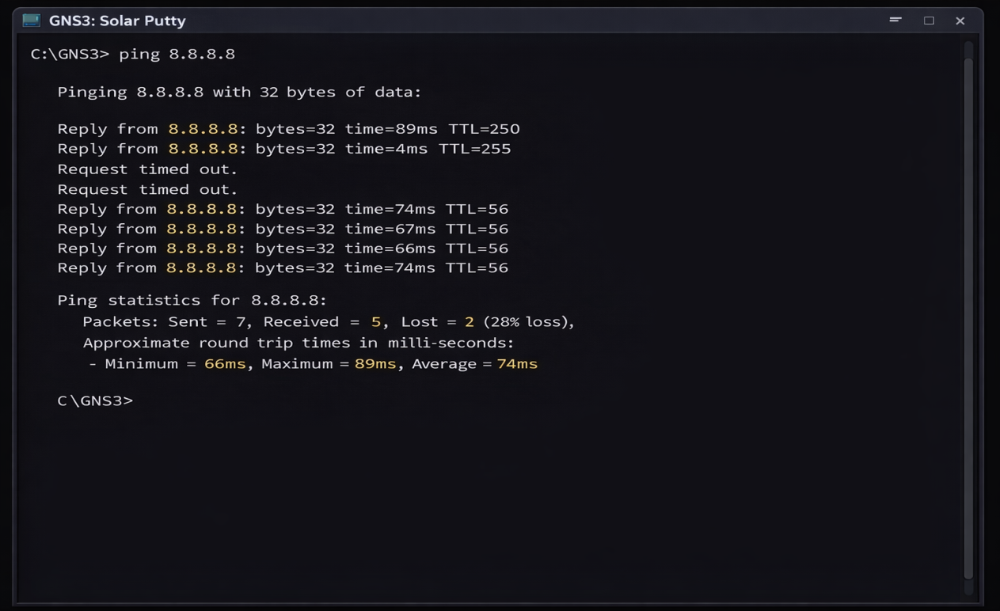 GNS3: Solar Putty
C:\GNS3> ping 8.8.8.8
Pinging 8.8.8.8 with 32 bytes of data:
Reply from 8.8.8.8: bytes=32 time=89ms TTL=250
Reply from 8.8.8.8: bytes=32 time=4ms TTL=255
Request timed out.
Request timed out.
Reply from 8.8.8.8: bytes=32 time=74ms TTL=56
Reply from 8.8.8.8: bytes=32 time=67ms TTL=56
Reply from 8.8.8.8: bytes=32 time=66ms TTL=56
Reply from 8.8.8.8: bytes=32 time=74ms TTL=56
Ping statistics for 8.8.8.8:
Packets: Sent = 7, Received = 5, Lost = 2 (28% loss),
Approximate round trip times in milli-seconds:
- Minimum = 66ms, Maximum = 89ms, Average = 74ms
C\GNS3>